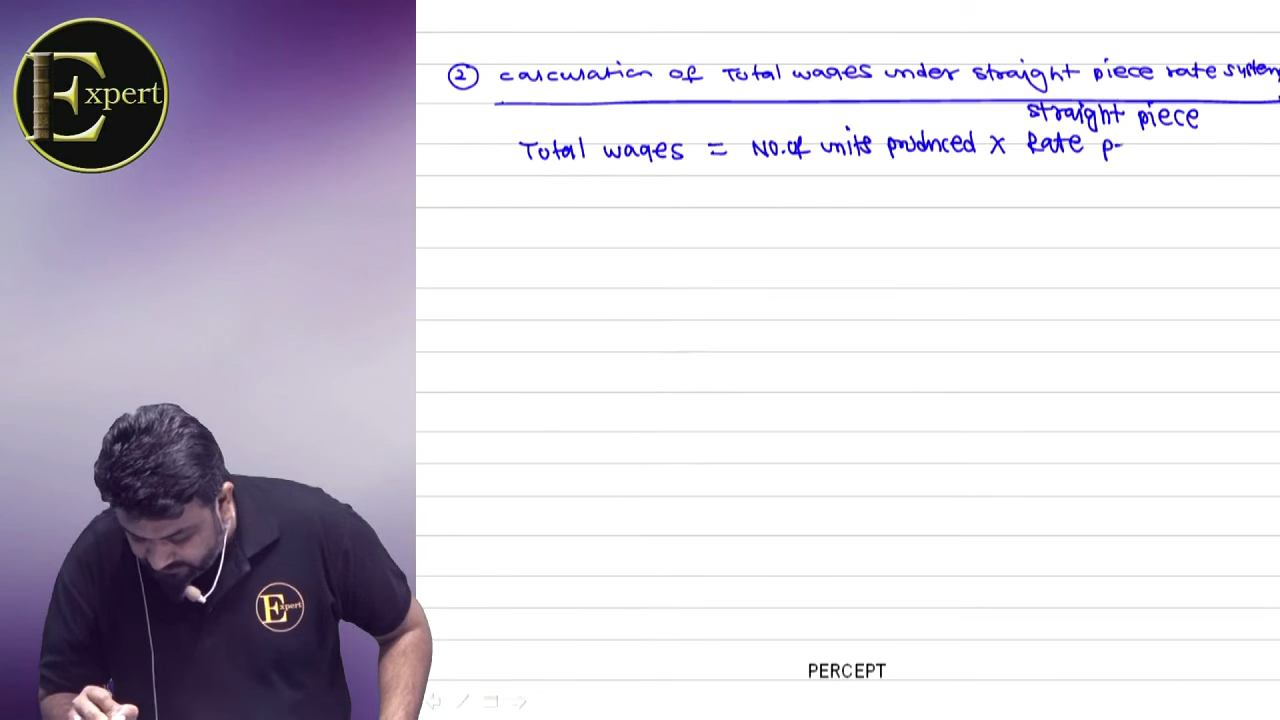 Expert
② calculation of Total wages under straight piece rate system
straight piece
Total wages = No. of units produced x Rate p
Expert
PERCEPT